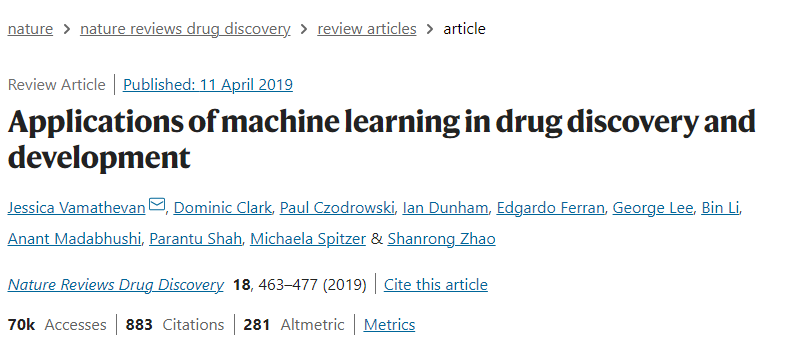 nature > nature reviews drug discovery > review articles > article
Review Article | Published: 11 April 2019
Applications of machine learning in drug discovery and
development
Jessica Vamathevan, Dominic Clark, Paul Czodrowski, Ian Dunham, Edgardo Ferran, George Lee, Bin Li,
Anant Madabhushi, Parantu Shah, Michaela Spitzer & Shanrong Zhao
Nature Reviews Drug Discovery 18, 463–477 (2019) | Cite this article
70k Accesses | 883 Citations | 281 Altmetric | Metrics